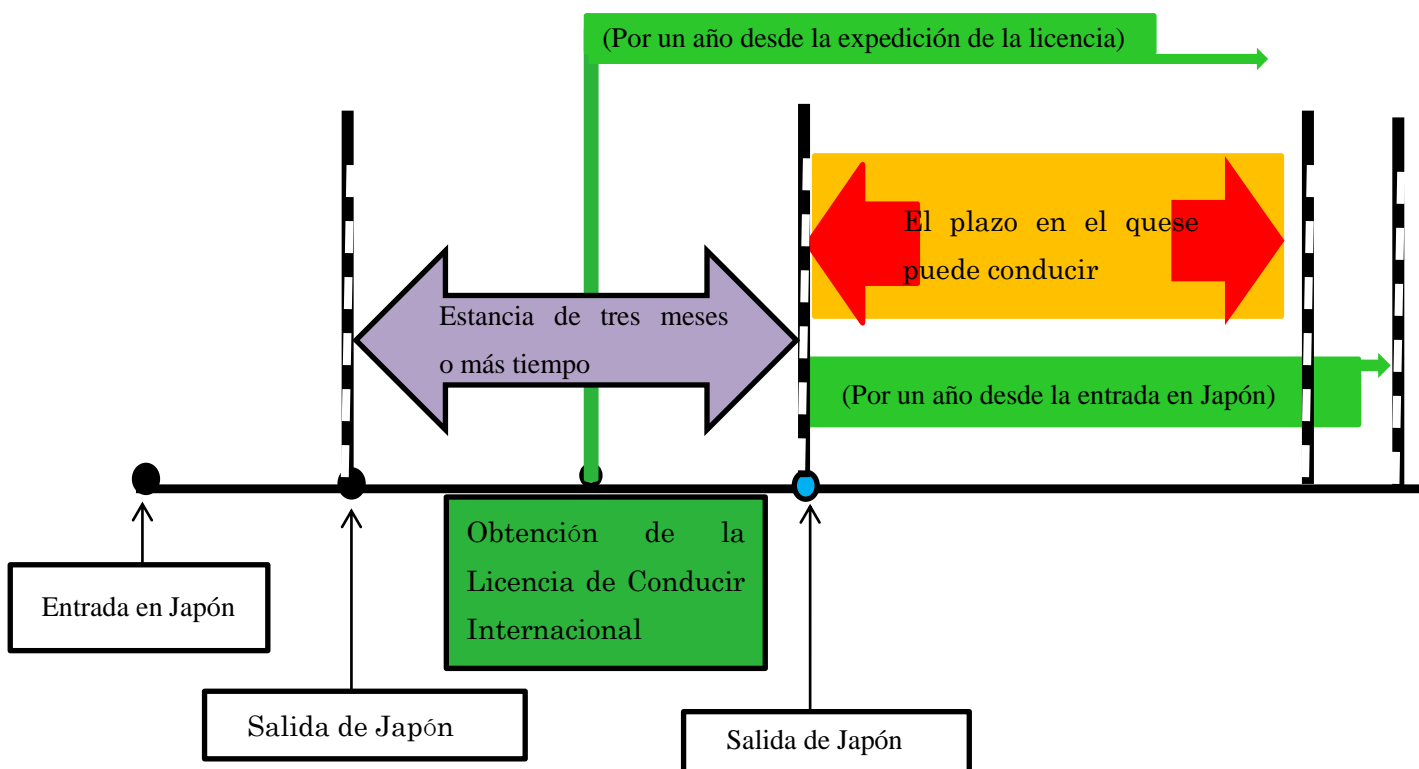 (Por un año desde la expedición de la licencia)
El plazo en el quese
puede conducir
Estancia de tres meses
o más tiempo
(Por un año desde la entrada en Japón)
Obtención de la
Licencia de Conducir
Internacional
Entrada en Japón
Salida de Japón
Salida de Japón